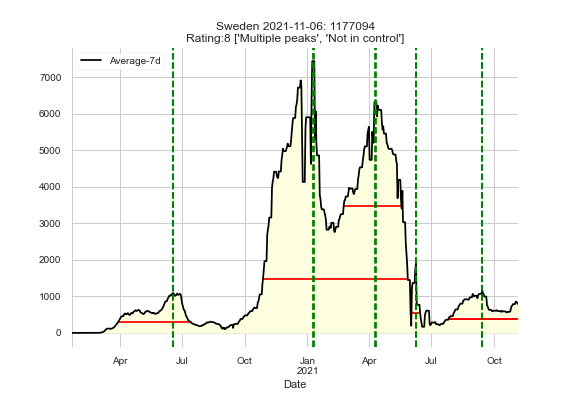 Sweden 2021-11-06: 1177094
Rating:8 ['Multiple peaks', 'Not in control']
Average-7d
7000
6000
5000
4000
3000
2000
1000
0
Apr Jul Oct Jan Apr Jul Oct
2021
Date